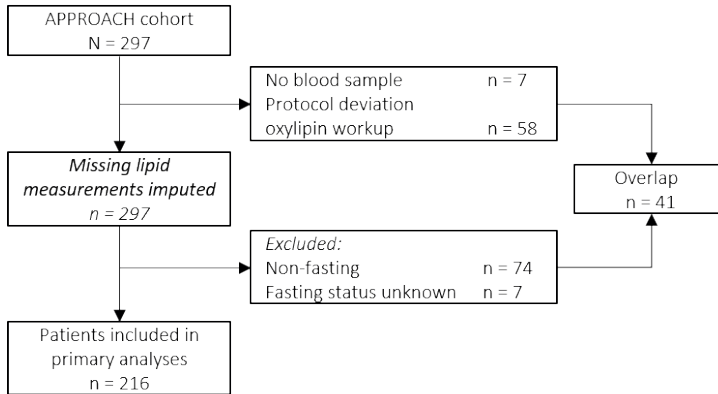 APPROACH cohort
N = 297
No blood sample n = 7
Protocol deviation
oxylipin workup n = 58
Missing lipid
measurements imputed
n = 297
Overlap
n = 41
Excluded:
Non-fasting n = 74
Fasting status unknown n = 7
Patients included in
primary analyses
n = 216